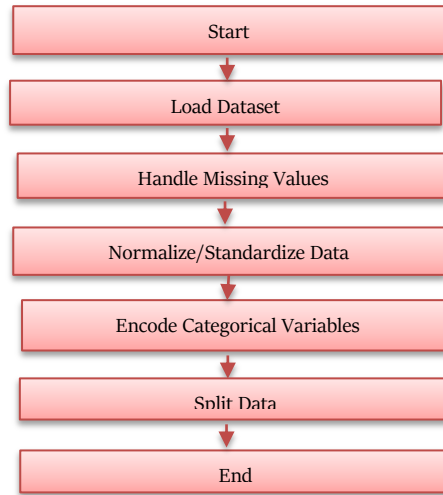 Start
Load Dataset
Handle Missing Values
Normalize/Standardize Data
Encode Categorical Variables
Split Data
End